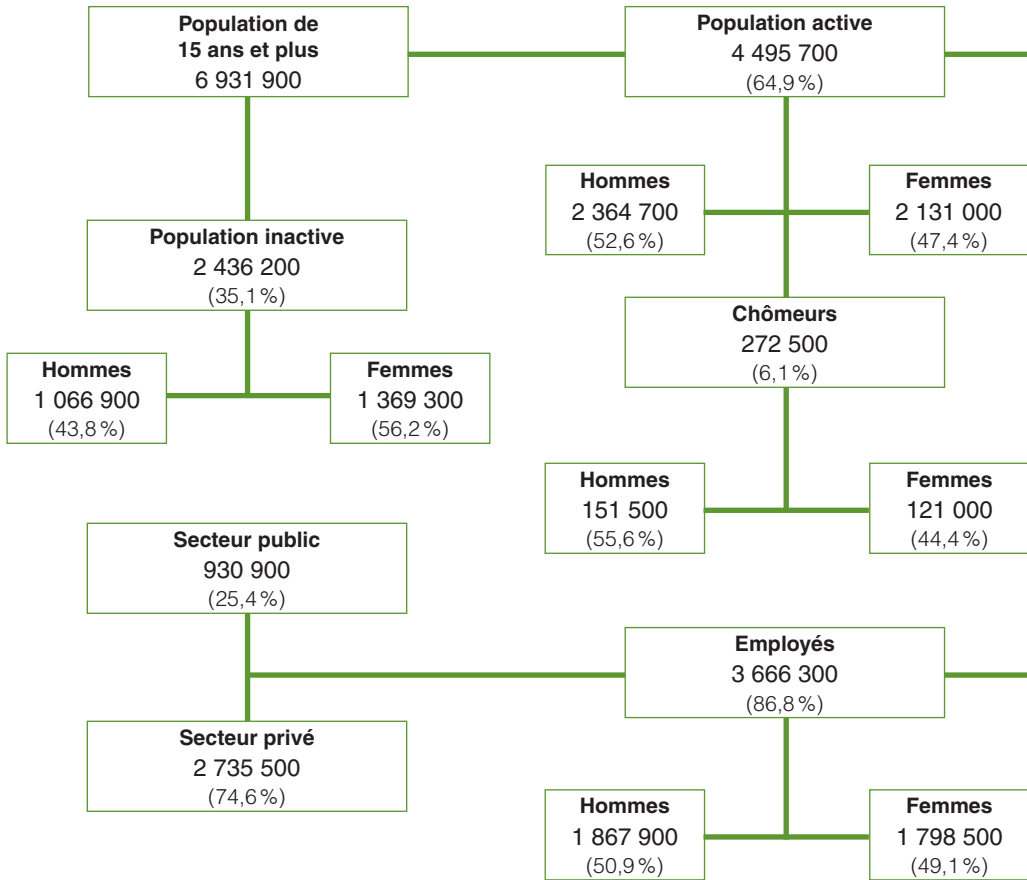 Population de
15 ans et plus
6 931 900
Population active
4 495 700
(64,9 %)
Hommes
2 364 700
(52,6 %)
Femmes
2 131 000
(47,4 %)
Population inactive
2 436 200
(35,1 %)
Chômeurs
272 500
(6,1 %)
Hommes
1 066 900
(43,8 %)
Femmes
1 369 300
(56,2 %)
Hommes
151 500
(55,6 %)
Femmes
121 000
(44,4 %)
Secteur public
930 900
(25,4 %)
Employés
3 666 300
(86,8 %)
Secteur privé
2 735 500
(74,6 %)
Hommes
1 867 900
(50,9 %)
Femmes
1 798 500
(49,1 %)